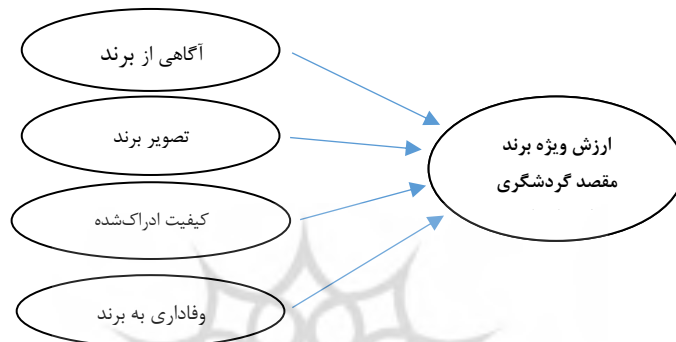 آگاهی از برند
تصویر برند
کیفیت ادراک‌شده
وفاداری به برند
ارزش ویژه برند
مقصد گردشگری